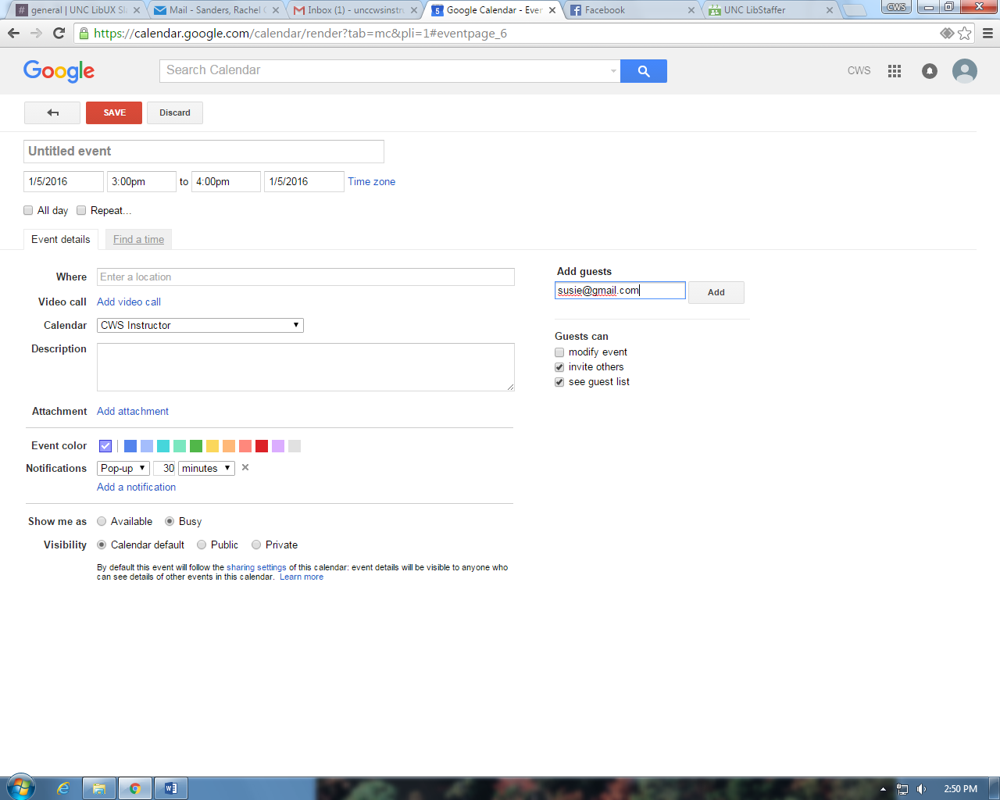 general | UNC LibUX Sla
Mail - Sanders, Rachel
Inbox (1) - unccwsinstru
Google Calendar - Even
Facebook
UNC LibStaffer
CWS
https://calendar.google.com/calendar/render?tab=mc&pli=1#eventpage_6
Google
Search Calendar
CWS
SAVE
Discard
Untitled event
1/5/2016 3:00pm to 4:00pm 1/5/2016 Time zone
All day Repeat...
Event details Find a time
Where Enter a location
Video call Add video call
Calendar CWS Instructor
Description
Attachment Add attachment
Event color
Notifications Pop-up 30 minutes
Add a notification
Show me as Available Busy
Visibility Calendar default Public Private
By default this event will follow the sharing settings of this calendar: event details will be visible to anyone who
can see details of other events in this calendar. Learn more
Add guests
susie@gmail.com Add
Guests can
modify event
invite others
see guest list
2:50 PM